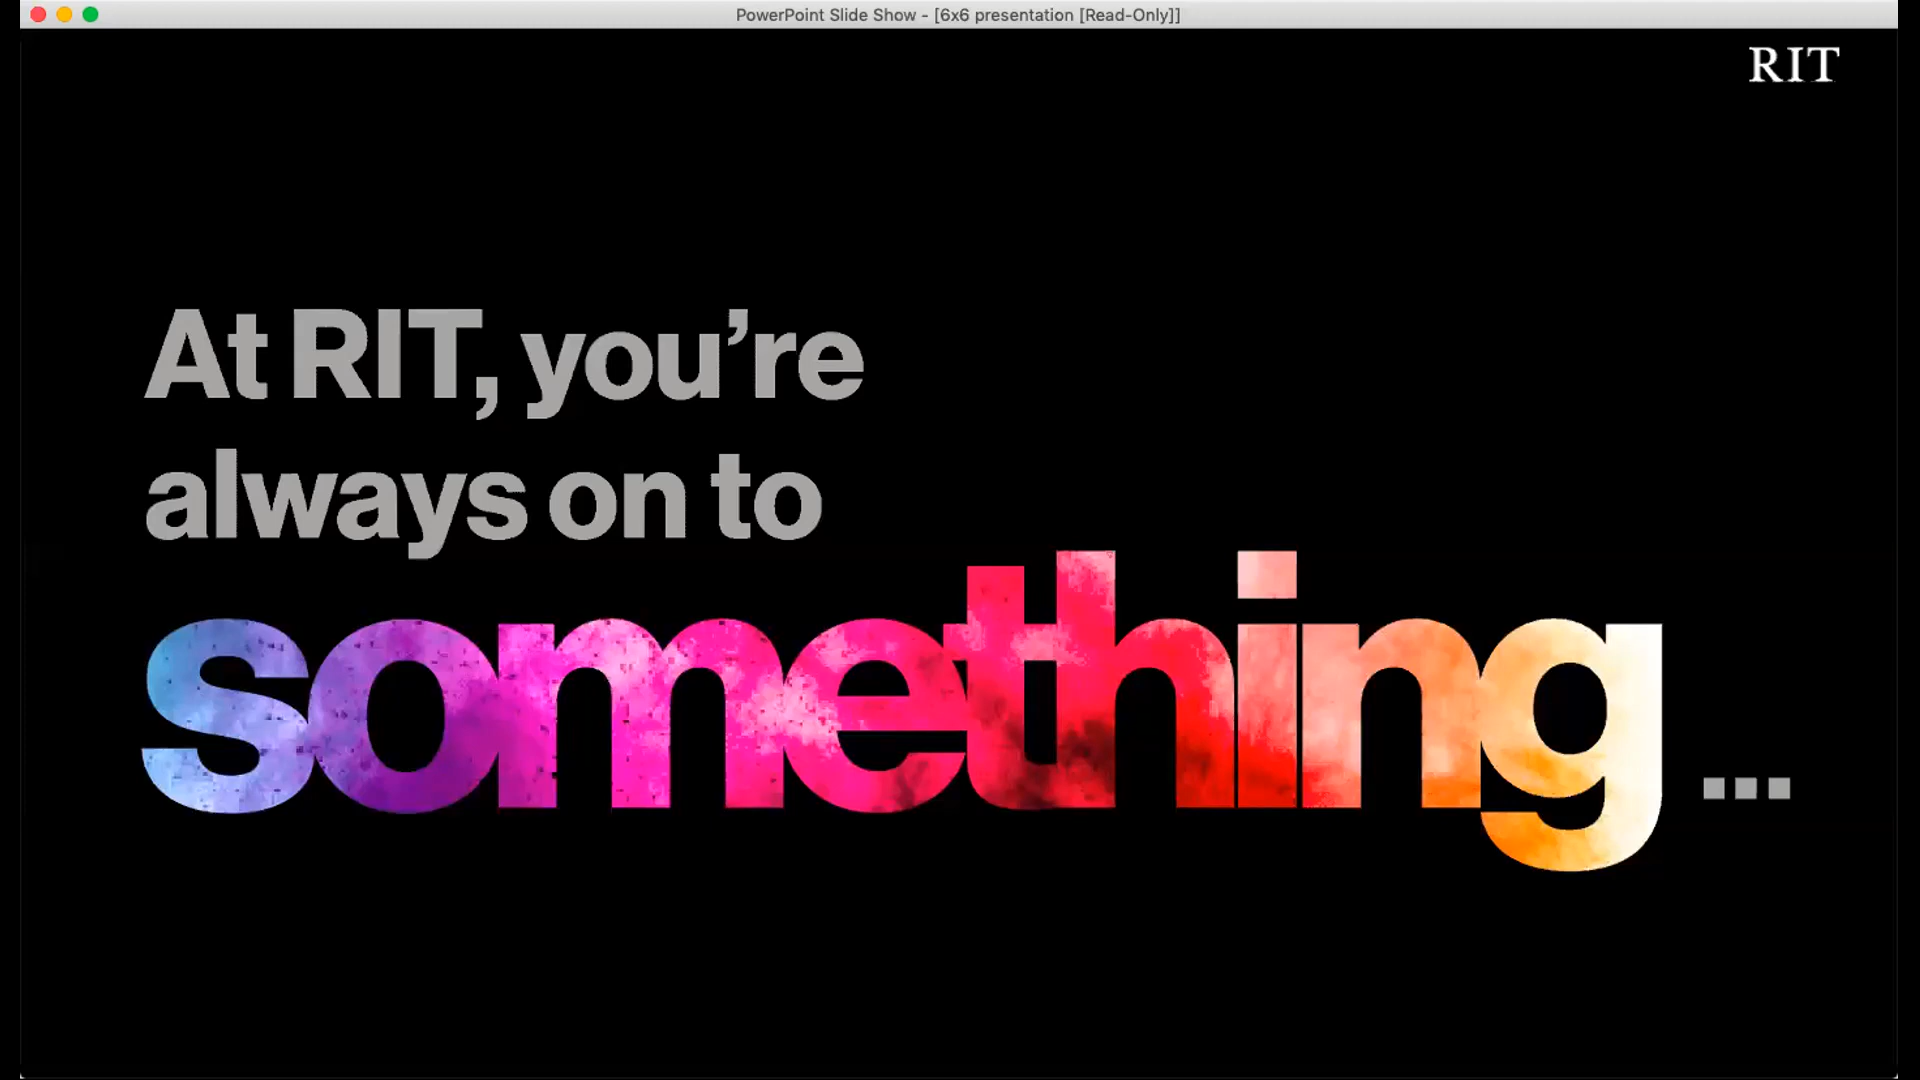 PowerPoint Slide Show - [6x6 presentation [Read-Only]]
RIT
At RIT, you’re
always on to
something...